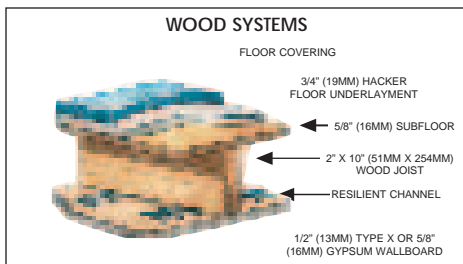 WOOD SYSTEMS
FLOOR COVERING
3/4" (19MM) HACKER
FLOOR UNDERLAYMENT
5/8" (16MM) SUBFLOOR
2" X 10" (51MM X 254MM)
WOOD JOIST
RESILIENT CHANNEL
1/2" (13MM) TYPE X OR 5/8"
(16MM) GYPSUM WALLBOARD